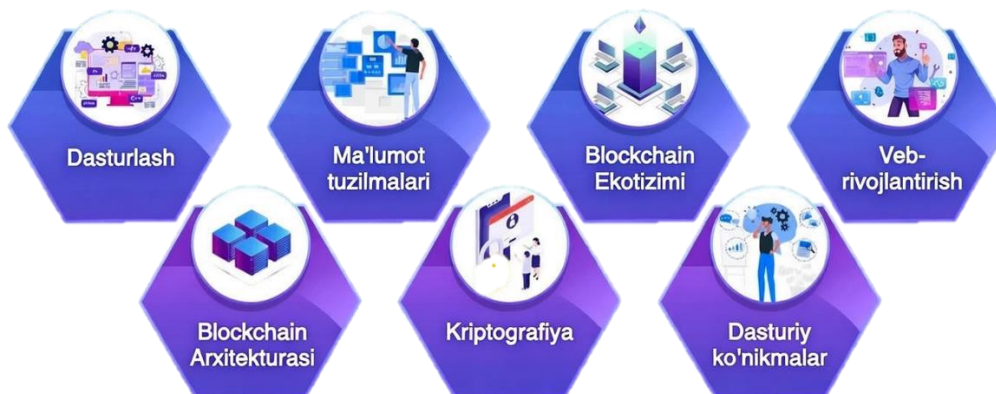 Dasturlash
Ma'lumot
tuzilmalari
Blockchain
Ekotizimi
Veb-
rivojlantirish
Blockchain
Arxitekturasi
Kriptografiya
Dasturiy
ko'nikmalar